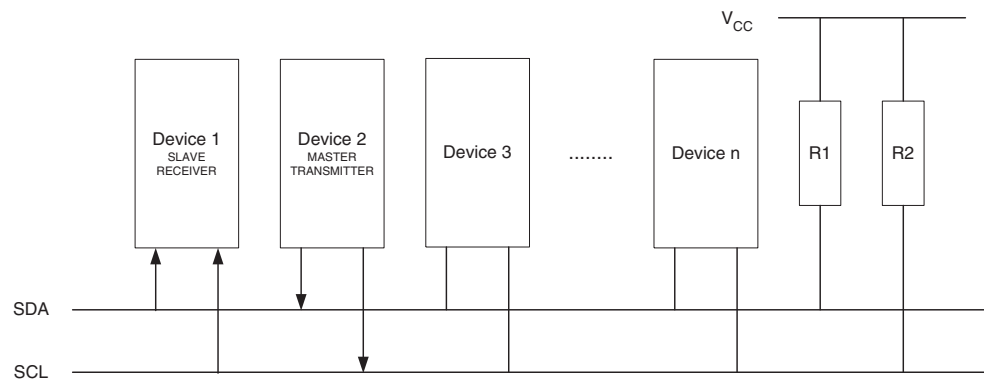 VCC
Device 1
SLAVE
RECEIVER
Device 2
MASTER
TRANSMITTER
Device 3
........
Device n
R1
R2
SDA
SCL